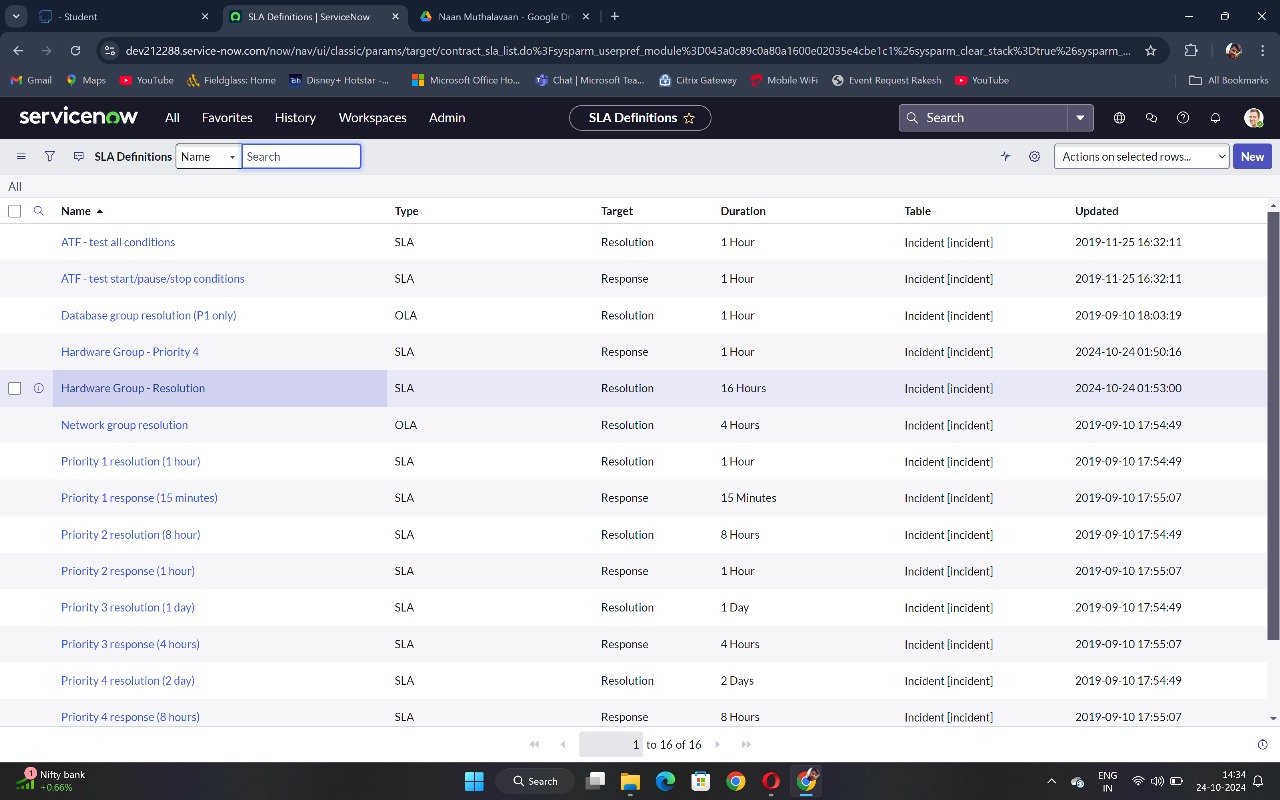 - Student
SLA Definitions | ServiceNow
Naan Muthalavaan - Google Dri
dev212288.service-now.com/now/nav/ui/classic/params/target/contract_sla_list.do%3Fsysparm_userpref_module%3D043a0c89c0a80a1600e02035e4cbe1c1%26sysparm_clear_stack%3Dtrue%26sysparm_...
Gmail
Maps
YouTube
Fieldglass: Home
Disney+ Hotstar -...
Microsoft Office Ho...
Chat | Microsoft Tea...
Citrix Gateway
Mobile WiFi
Event Request Rakesh
YouTube
All Bookmarks
servicenow
All Favorites History Workspaces Admin
SLA Definitions
Search
SLA Definitions Name Search
Actions on selected rows...
New
All
Name Type Target Duration Table Updated
ATF - test all conditions SLA Resolution 1 Hour Incident [incident] 2019-11-25 16:32:11
ATF - test start/pause/stop conditions SLA Response 1 Hour Incident [incident] 2019-11-25 16:32:11
Database group resolution (P1 only) OLA Resolution 1 Hour Incident [incident] 2019-09-10 18:03:19
Hardware Group - Priority 4 SLA Response 1 Hour Incident [incident] 2024-10-24 01:50:16
Hardware Group - Resolution SLA Resolution 16 Hours Incident [incident] 2024-10-24 01:53:00
Network group resolution OLA Resolution 4 Hours Incident [incident] 2019-09-10 17:54:49
Priority 1 resolution (1 hour) SLA Resolution 1 Hour Incident [incident] 2019-09-10 17:54:49
Priority 1 response (15 minutes) SLA Response 15 Minutes Incident [incident] 2019-09-10 17:55:07
Priority 2 resolution (8 hour) SLA Resolution 8 Hours Incident [incident] 2019-09-10 17:54:49
Priority 2 response (1 hour) SLA Response 1 Hour Incident [incident] 2019-09-10 17:55:07
Priority 3 resolution (1 day) SLA Resolution 1 Day Incident [incident] 2019-09-10 17:54:49
Priority 3 response (4 hours) SLA Response 4 Hours Incident [incident] 2019-09-10 17:55:07
Priority 4 resolution (2 day) SLA Resolution 2 Days Incident [incident] 2019-09-10 17:54:49
Priority 4 response (8 hours) SLA Response 8 Hours Incident [incident] 2019-09-10 17:55:07
1 to 16 of 16
1
Nifty bank
+0.66%
Search
ENG
IN
14:34
24-10-2024